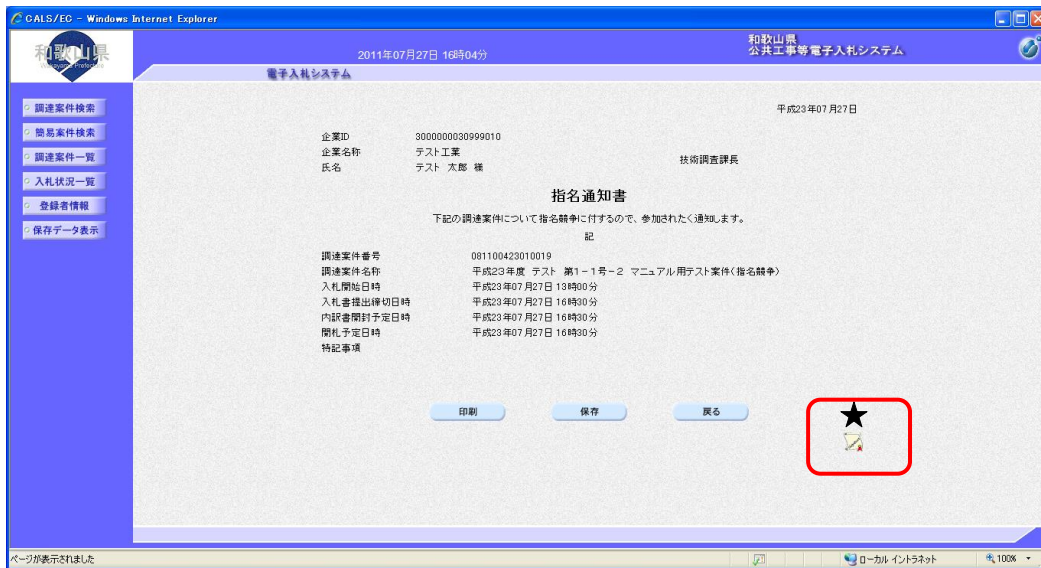 CALS/EC - Windows Internet Explorer
和歌山県
Wakayama Prefecture
2011年07月27日 16時04分
和歌山県
公共工事等電子入札システム
電子入札システム
調達案件検索
簡易案件検索
調達案件一覧
入札状況一覧
登録者情報
保存データ表示
平成23年07月27日
企業ID 3000000030999010
企業名称 テスト工業
氏名 テスト 太郎 様
技術調査課長
指名通知書
下記の調達案件について指名競争に付するので、参加されたく通知します。
記
調達案件番号 081100423010019
調達案件名称 平成23年度 テスト 第1-1号-2 マニュアル用テスト案件(指名競争)
入札開始日時 平成23年07月27日 13時00分
入札書提出締切日時 平成23年07月27日 16時30分
内訳書開封予定日時 平成23年07月27日 16時30分
開札予定日時 平成23年07月27日 16時30分
特記事項
印刷 保存 戻る
★
ページが表示されました
ローカル イントラネット
100%